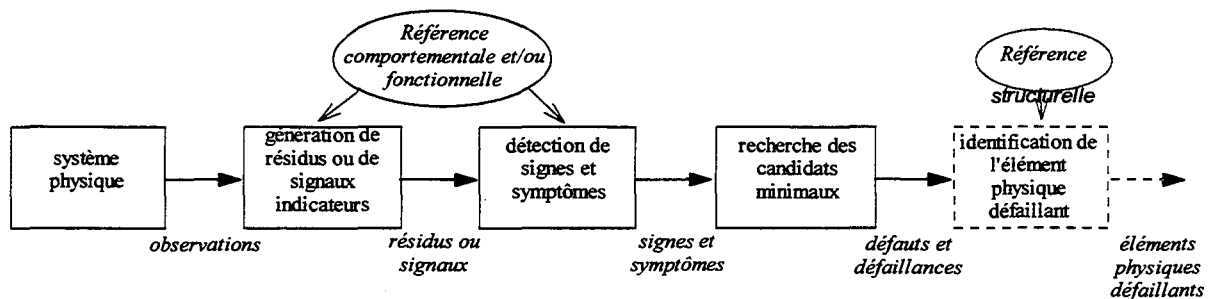 Référence
comportementale et/ou
fonctionnelle
Référence
structurelle
système
physique
génération de
résidus ou de
signaux
indicateurs
détection de
signes et
symptômes
recherche des
candidats
minimaux
identification de
l'élément
physique
défaillant
observations
résidus ou
signaux
signes et
symptômes
défauts et
défaillances
éléments
physiques
défaillants